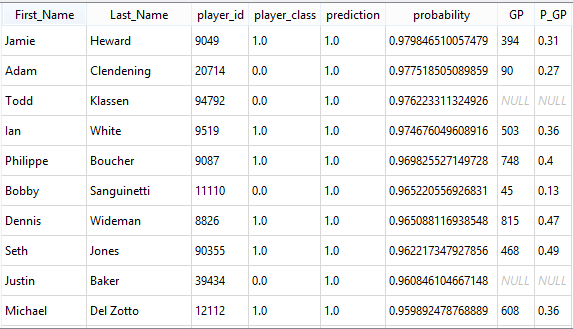 First_Name Last_Name player_id player_class prediction probability GP P_GP
Jamie Heward 9049 1.0 1.0 0.979846510057479 394 0.31
Adam Clendening 20714 0.0 1.0 0.977518505089859 90 0.27
Todd Klassen 94792 0.0 1.0 0.976223311324926 NULL NULL
Ian White 9519 1.0 1.0 0.974676049608916 503 0.36
Philippe Boucher 9087 1.0 1.0 0.969825527149728 748 0.4
Bobby Sanguinetti 11110 0.0 1.0 0.965220556926831 45 0.13
Dennis Wideman 8826 1.0 1.0 0.965088116938548 815 0.47
Seth Jones 90355 1.0 1.0 0.962217347927856 468 0.49
Justin Baker 39434 0.0 1.0 0.960846104667148 NULL NULL
Michael Del Zotto 12112 1.0 1.0 0.959892478768889 608 0.36